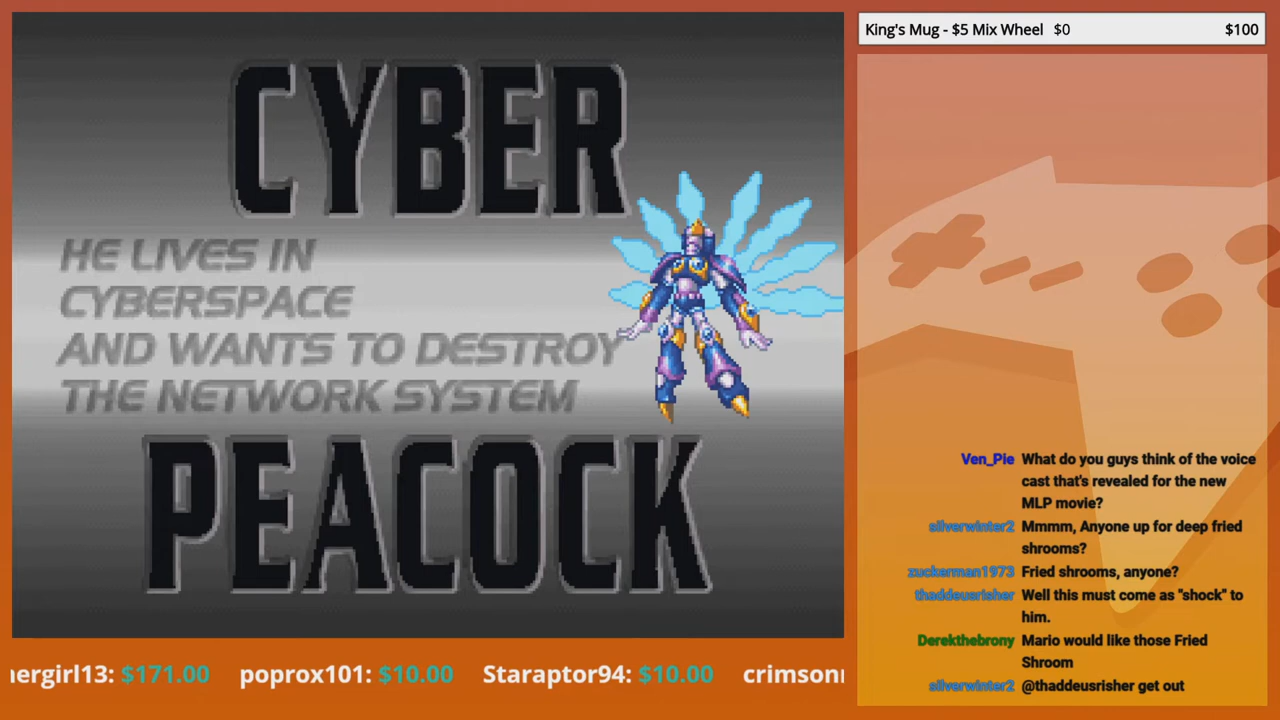 King's Mug - $5 Mix Wheel $0 $100
CYBER
HE LIVES IN
CYBERSPACE
AND WANTS TO DESTROY
THE NETWORK SYSTEM
PEACOCK
Ven_Pie What do you guys think of the voice
cast that's revealed for the new
MLP movie?
silverwinter2 Mmmm, Anyone up for deep fried
shrooms?
zuckerman1973 Fried shrooms, anyone?
thaddeusrisher Well this must come as "shock" to
him.
Derekthebrony Mario would like those Fried
Shroom
silverwinter2 @thaddeusrisher get out
ergirl13: $171.00 poprox101: $10.00 Staraptor94: $10.00 crimson